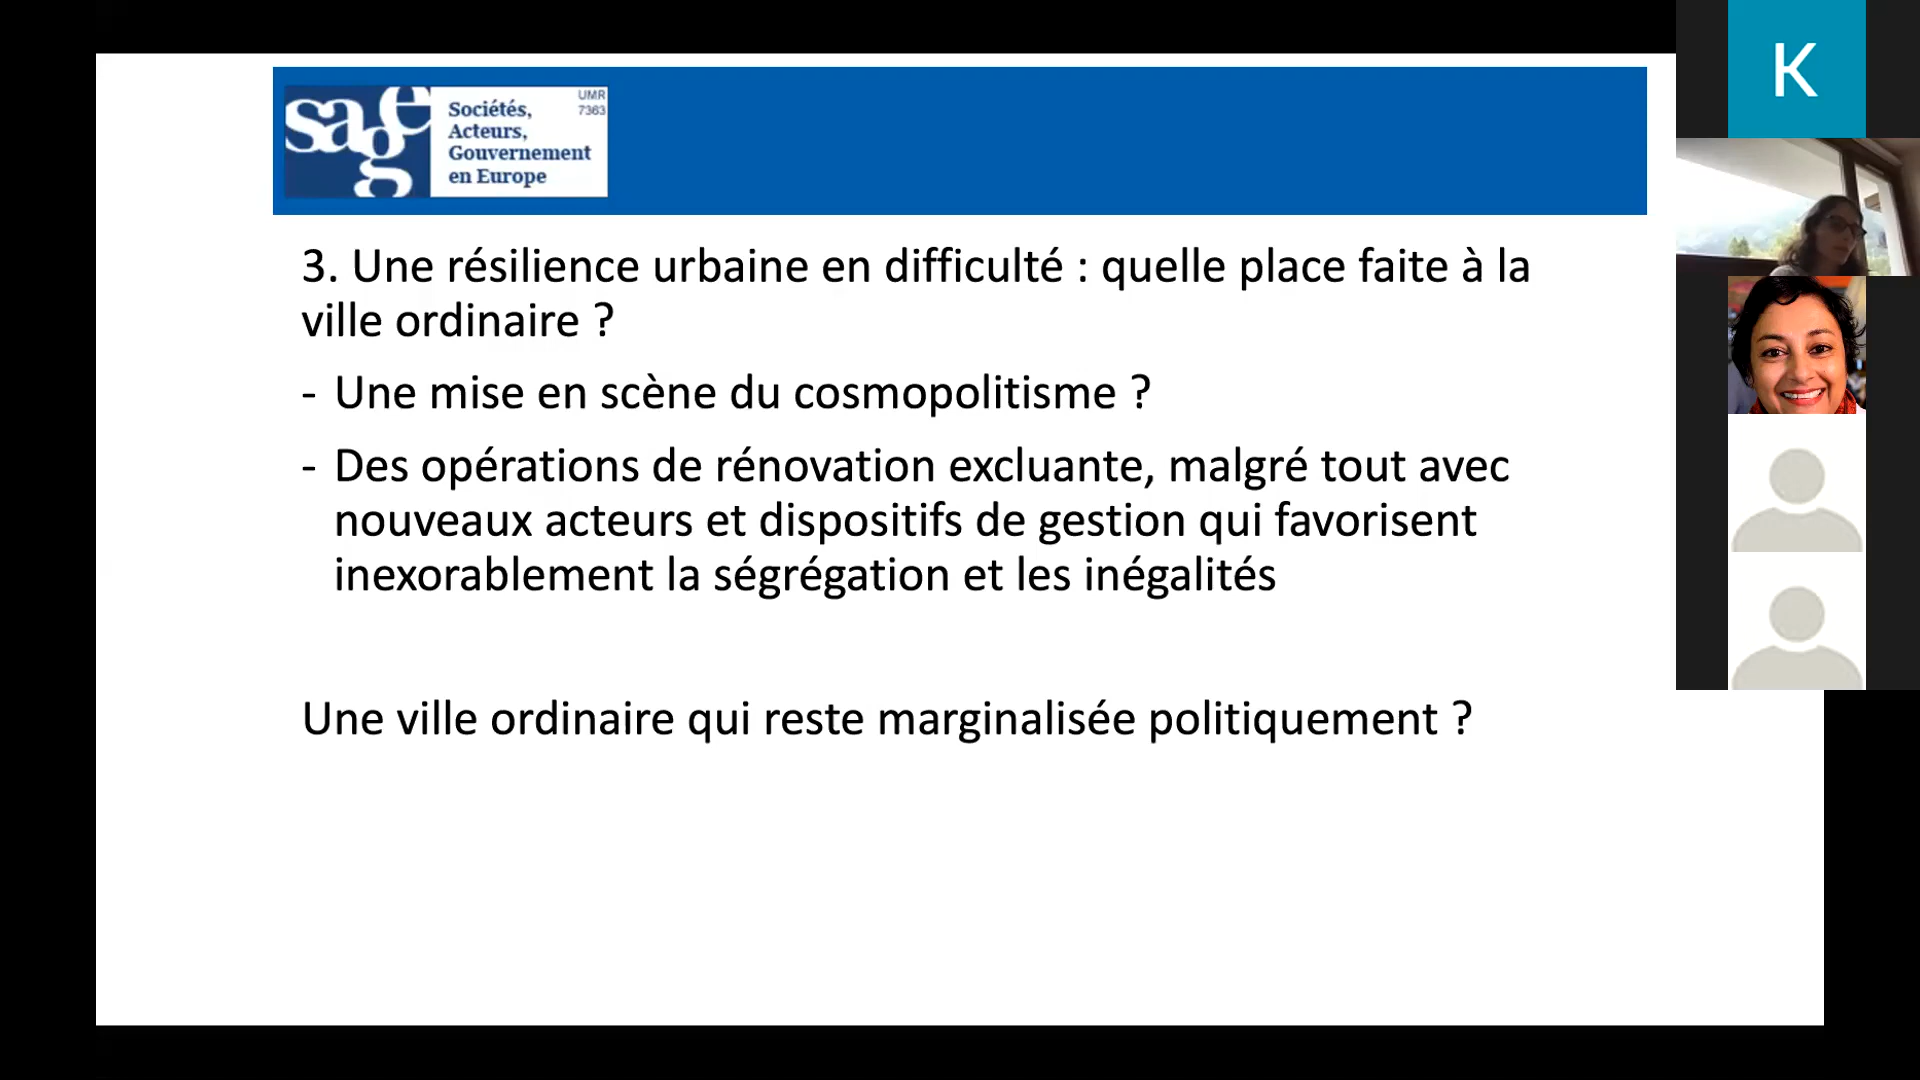 sage
UMR
7363
Sociétés,
Acteurs,
Gouvernement
en Europe
K
3. Une résilience urbaine en difficulté : quelle place faite à la
ville ordinaire ?
- Une mise en scène du cosmopolitisme ?
- Des opérations de rénovation excluante, malgré tout avec
nouveaux acteurs et dispositifs de gestion qui favorisent
inexorablement la ségrégation et les inégalités
Une ville ordinaire qui reste marginalisée politiquement ?